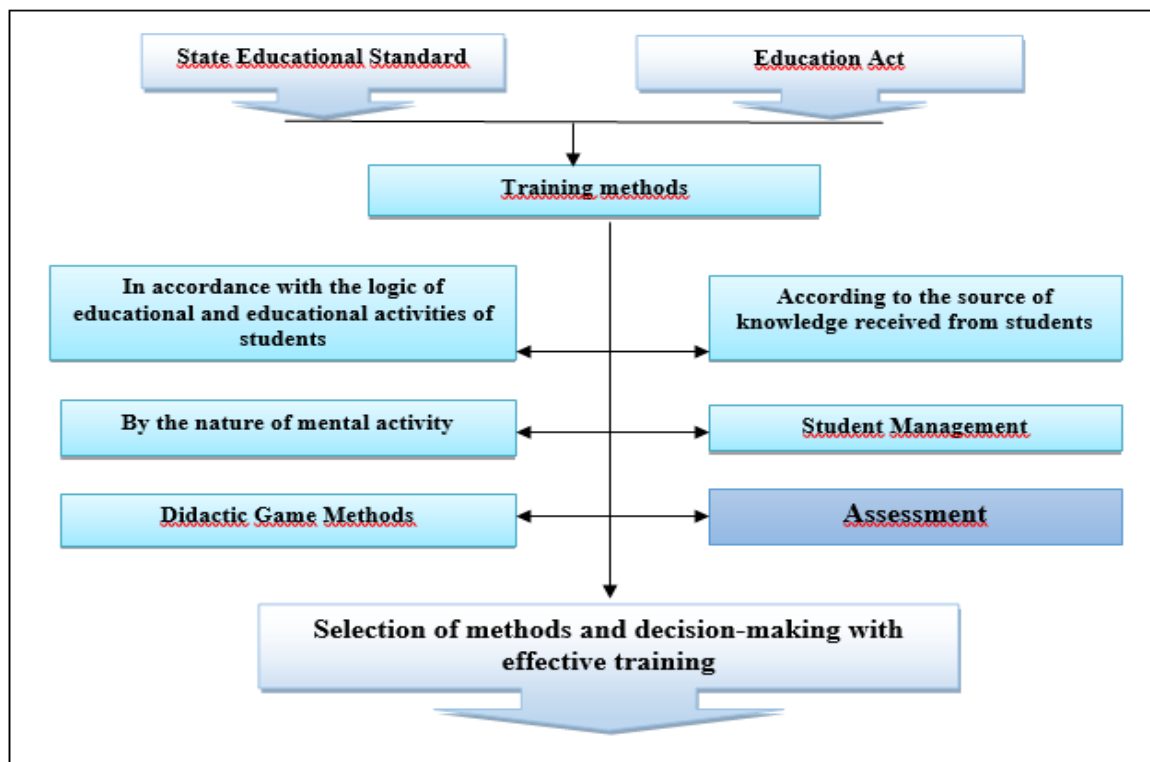 State Educational Standard
Education Act
Training methods
In accordance with the logic of
educational and educational activities of
students
According to the source of
knowledge received from students
By the nature of mental activity
Student Management
Didactic Game Methods
Assessment
Selection of methods and decision-making with
effective training